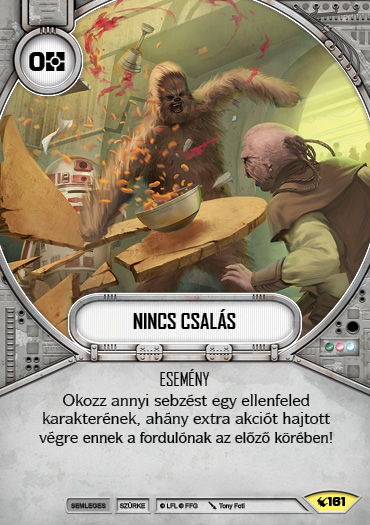 0
NINCS CSALÁS
ESEMÉNY
Okozz annyi sebzést egy ellenfeled
karakterének, ahány extra akciót hajtott
végre ennek a fordulónak az előző körében!
SEMLEGES SZÜRKE © LFL © FFG Tony Foti 161